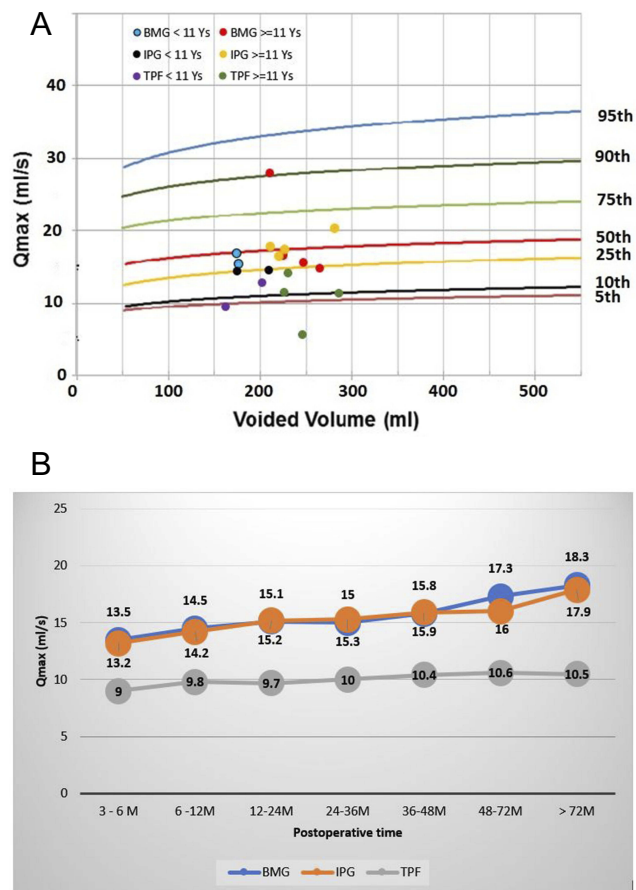 A
BMG < 11 Ys BMG >=11 Ys
IPG < 11 Ys IPG >=11 Ys
TPF < 11 Ys TPF >=11 Ys
40
30
20
10
0
95th
90th
75th
50th
25th
10th
5th
0 100 200 300 400 500
Qmax (ml/s)
Voided Volume (ml)
B
25
20
15
10
5
0
Qmax (ml/s)
13.5 14.5 15.1 15 15.8 17.3 18.3
13.2 14.2 15.2 15.3 15.9 16 17.9
9 9.8 9.7 10 10.4 10.6 10.5
3 - 6 M 6 -12M 12-24M 24-36M 36-48M 48-72M > 72M
Postoperative time
BMG IPG TPF